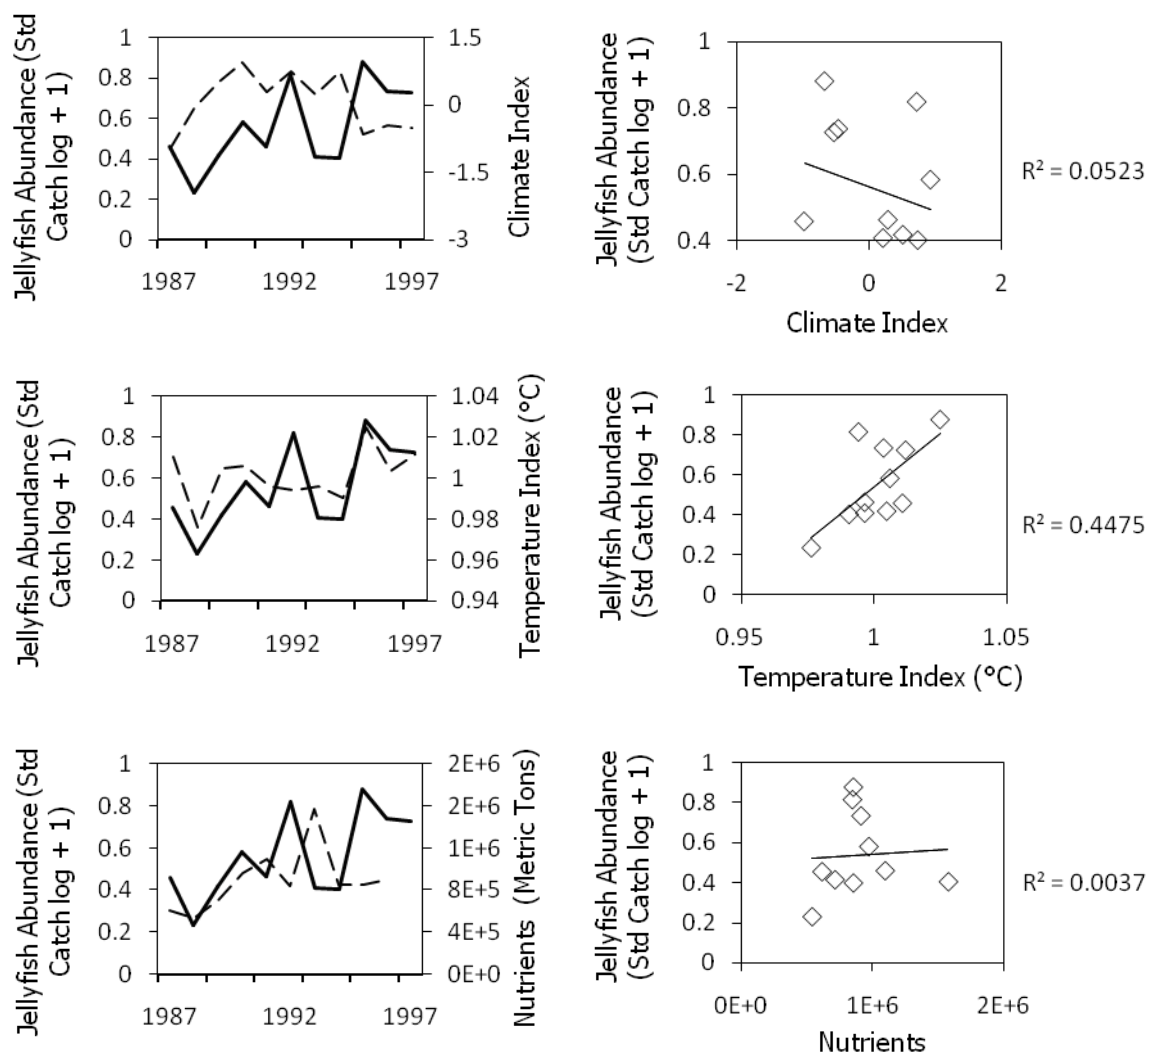 Jellyfish Abundance (Std
Catch log + 1)
1
0.8
0.6
0.4
0.2
0
1.5
0
-1.5
-3
Climate Index
1987 1992 1997
Jellyfish Abundance
(Std Catch log + 1)
1
0.8
0.6
0.4
-2 0 2
Climate Index
R² = 0.0523
Jellyfish Abundance (Std
Catch log + 1)
1
0.8
0.6
0.4
0.2
0
1.04
1.02
1
0.98
0.96
0.94
Temperature Index (°C)
1987 1992 1997
Jellyfish Abundance
(Std Catch log + 1)
1
0.8
0.6
0.4
0.2
0
0.95 1 1.05
Temperature Index (°C)
R² = 0.4475
Jellyfish Abundance (Std
Catch log + 1)
1
0.8
0.6
0.4
0.2
0
2E+6
2E+6
1E+6
8E+5
4E+5
0E+0
Nutrients (Metric Tons)
1987 1992 1997
Jellyfish Abundance
(Std Catch log + 1)
1
0.8
0.6
0.4
0.2
0
0E+0 1E+6 2E+6
Nutrients
R² = 0.0037